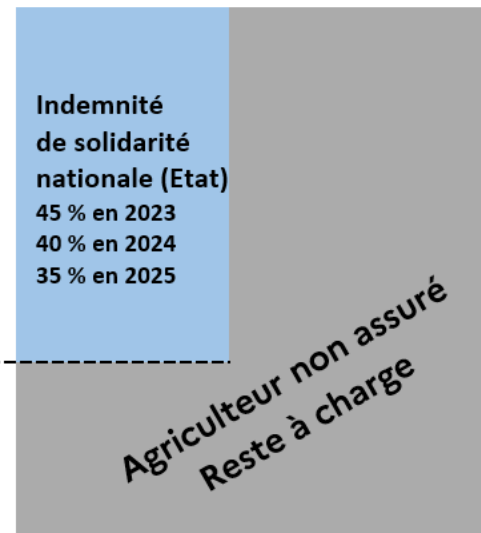 Indemnité
de solidarité
nationale (Etat)
45 % en 2023
40 % en 2024
35 % en 2025
Agriculteur non assuré
Reste à charge